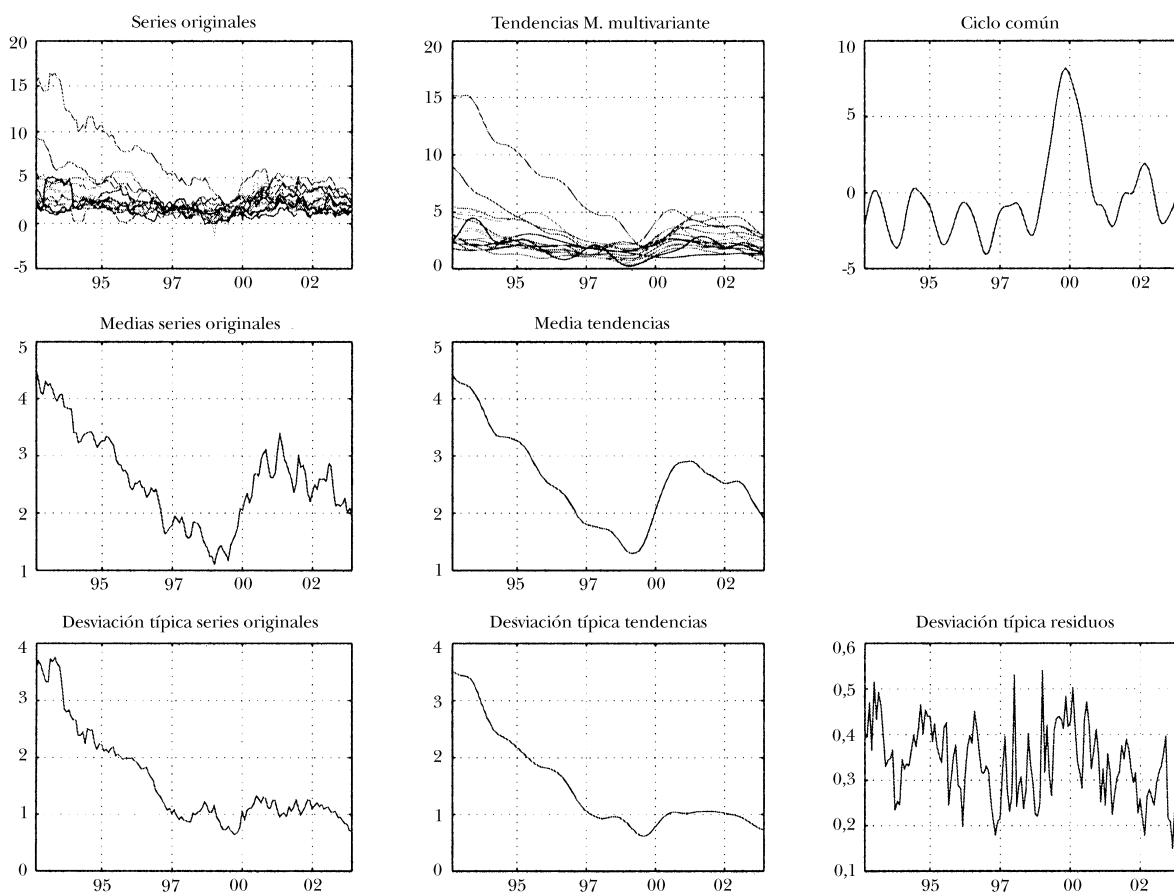 Series originales
20
15
10
5
0
-5
95 97 00 02
Tendencias M. multivariante
20
15
10
5
0
95 97 00 02
Ciclo común
10
5
0
-5
95 97 00 02
Medias series originales
5
4
3
2
1
95 97 00 02
Media tendencias
5
4
3
2
1
95 97 00 02
Desviación típica series originales
4
3
2
1
0
95 97 00 02
Desviación típica tendencias
4
3
2
1
0
95 97 00 02
Desviación típica residuos
0,6
0,5
0,4
0,3
0,2
0,1
95 97 00 02